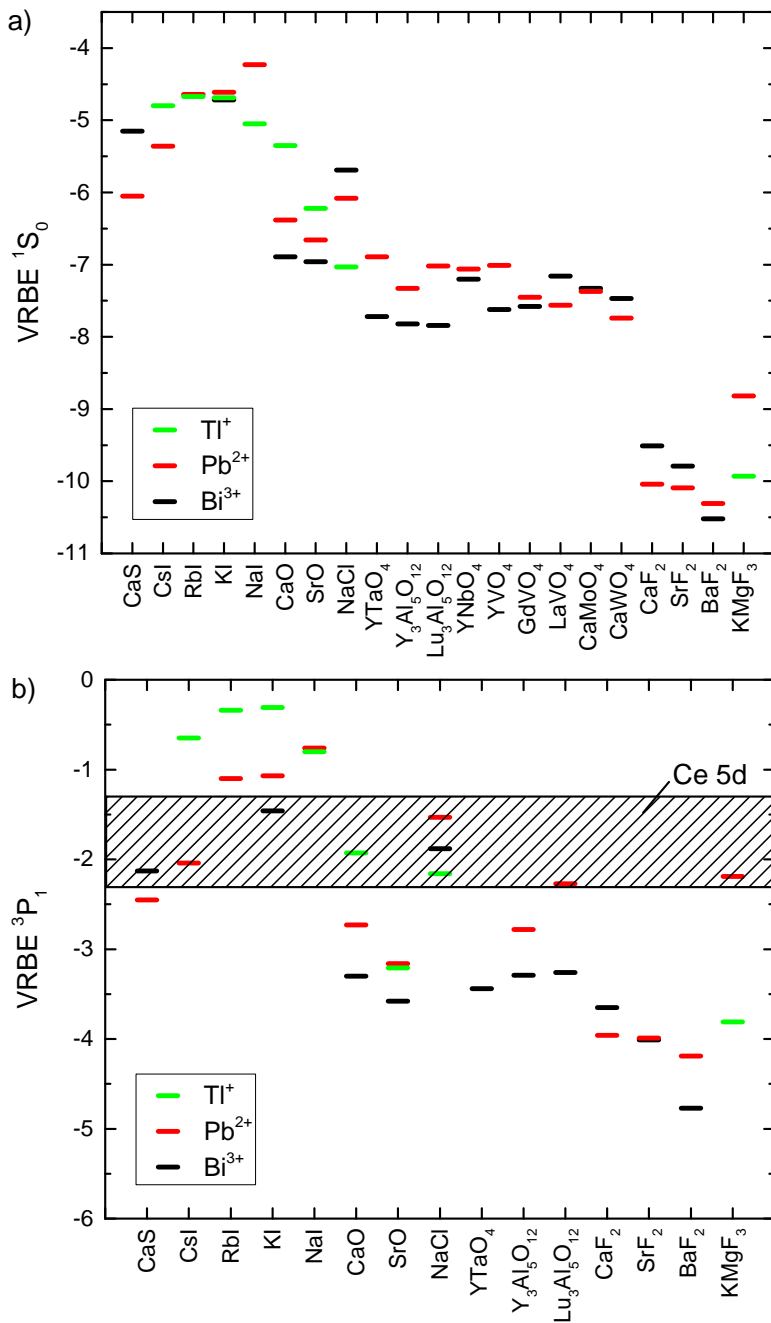 a)
-4
-5
-6
-7
-8
-9
-10
-11
VRBE ¹S₀
Tl⁺
Pb²⁺
Bi³⁺
CaS
CsI
RbI
KI
NaI
CaO
SrO
NaCl
YTaO₄
Y₃Al₅O₁₂
Lu₃Al₅O₁₂
YNbO₄
YVO₄
GdVO₄
LaVO₄
CaMoO₄
CaWO₄
CaF₂
SrF₂
BaF₂
KMgF₃
b)
0
-1
-2
-3
-4
-5
-6
VRBE ³P₁
Ce 5d
Tl⁺
Pb²⁺
Bi³⁺
CaS
CsI
RbI
KI
NaI
CaO
SrO
NaCl
YTaO₄
Y₃Al₅O₁₂
Lu₃Al₅O₁₂
CaF₂
SrF₂
BaF₂
KMgF₃